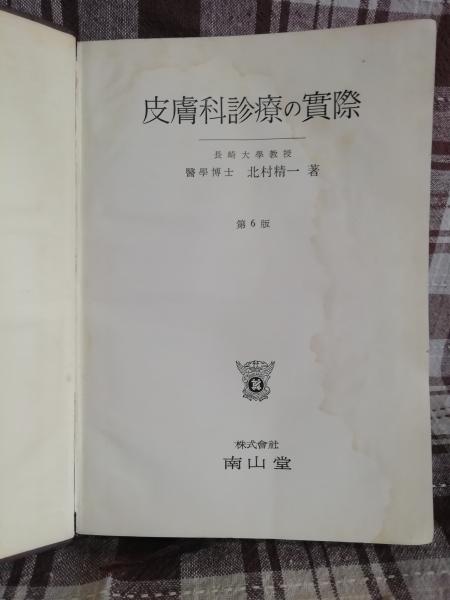 皮膚科診療の實際
長崎大學教授
醫學博士 北村精一 著
第6版
株式會社
南山堂